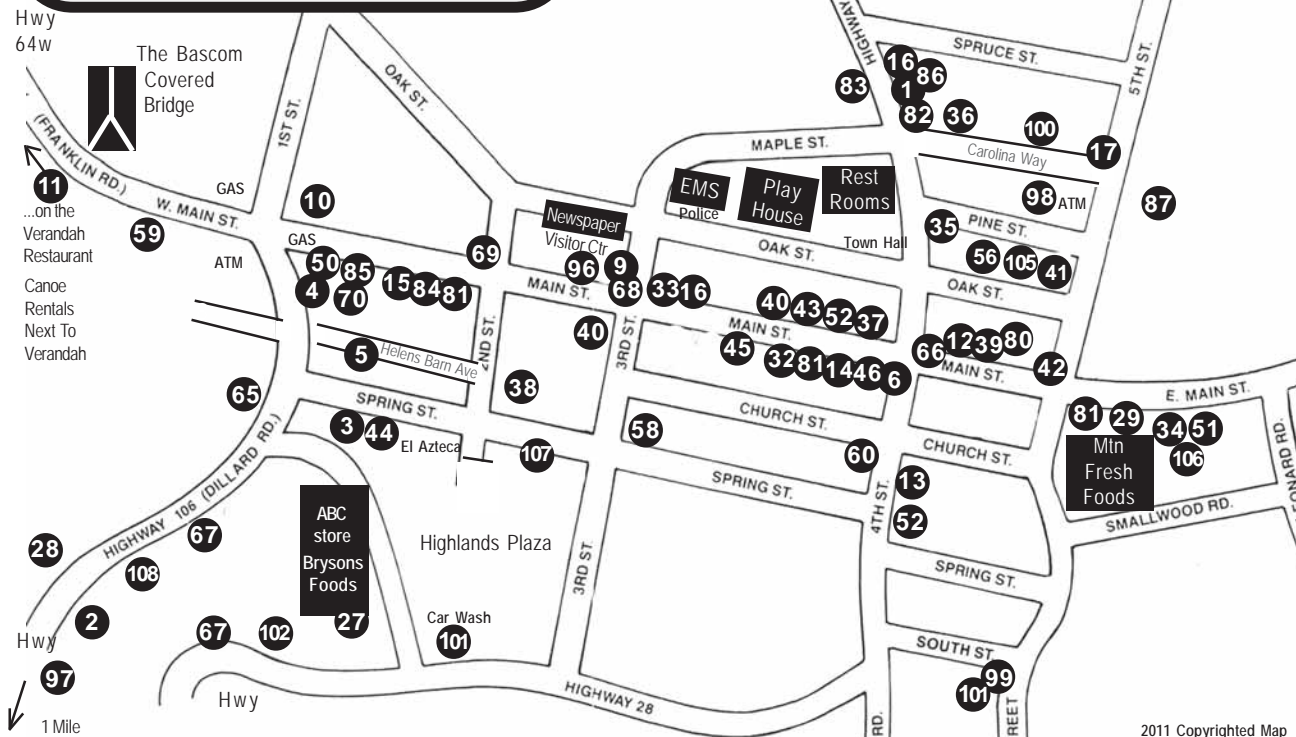 Hwy
64w
The Bascom
Covered
Bridge
(FRANKLIN RD.)
11
...on the
Verandah
Restaurant
Canoe
Rentals
Next To
Verandah
59
W. MAIN ST.
GAS
ATM
1ST ST.
OAK ST.
10
GAS
50
85
4
70
15
84
81
69
5
Helens Barn Ave
2ND ST.
SPRING ST.
65
3
44
El Azteca
38
107
HIGHWAY 106 (DILLARD RD.)
28
108
67
2
Hwy
97
1 Mile
ABC
store
Brysons
Foods
27
67
102
Hwy
Highlands Plaza
Car Wash
101
3RD ST.
HIGHWAY 28
Newspaper
Visitor Ctr
96
9
68
MAIN ST.
40
3RD ST.
33
16
EMS
Police
Play
House
Rest
Rooms
MAPLE ST.
OAK ST.
Town Hall
40
43
52
37
MAIN ST.
45
32
81
14
46
6
CHURCH ST.
58
60
SPRING ST.
4TH ST.
13
52
HIGHWAY
83
16
86
1
82
36
100
17
SPRUCE ST.
5TH ST.
Carolina Way
98
ATM
87
35
PINE ST.
56
105
41
OAK ST.
66
12
39
80
42
MAIN ST.
E. MAIN ST.
81
29
34
51
106
Mtn
Fresh
Foods
CHURCH ST.
SMALLWOOD RD.
LEONARD RD.
SPRING ST.
SOUTH ST.
99
101
RD.
REET
2011 Copyrighted Map